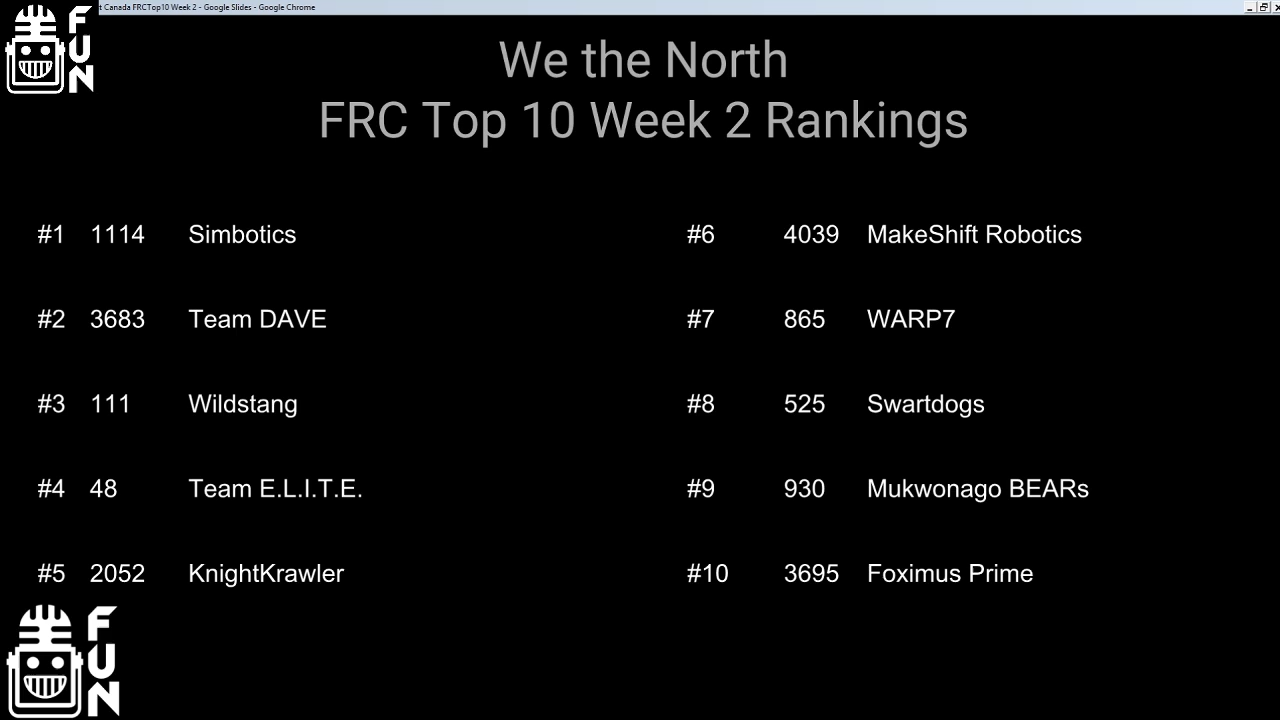 t Canada FRCTop10 Week 2 - Google Slides - Google Chrome
FUN
We the North
FRC Top 10 Week 2 Rankings
#1 1114 Simbotics
#2 3683 Team DAVE
#3 111 Wildstang
#4 48 Team E.L.I.T.E.
#5 2052 KnightKrawler
#6 4039 MakeShift Robotics
#7 865 WARP7
#8 525 Swartdogs
#9 930 Mukwonago BEARs
#10 3695 Foximus Prime
FUN